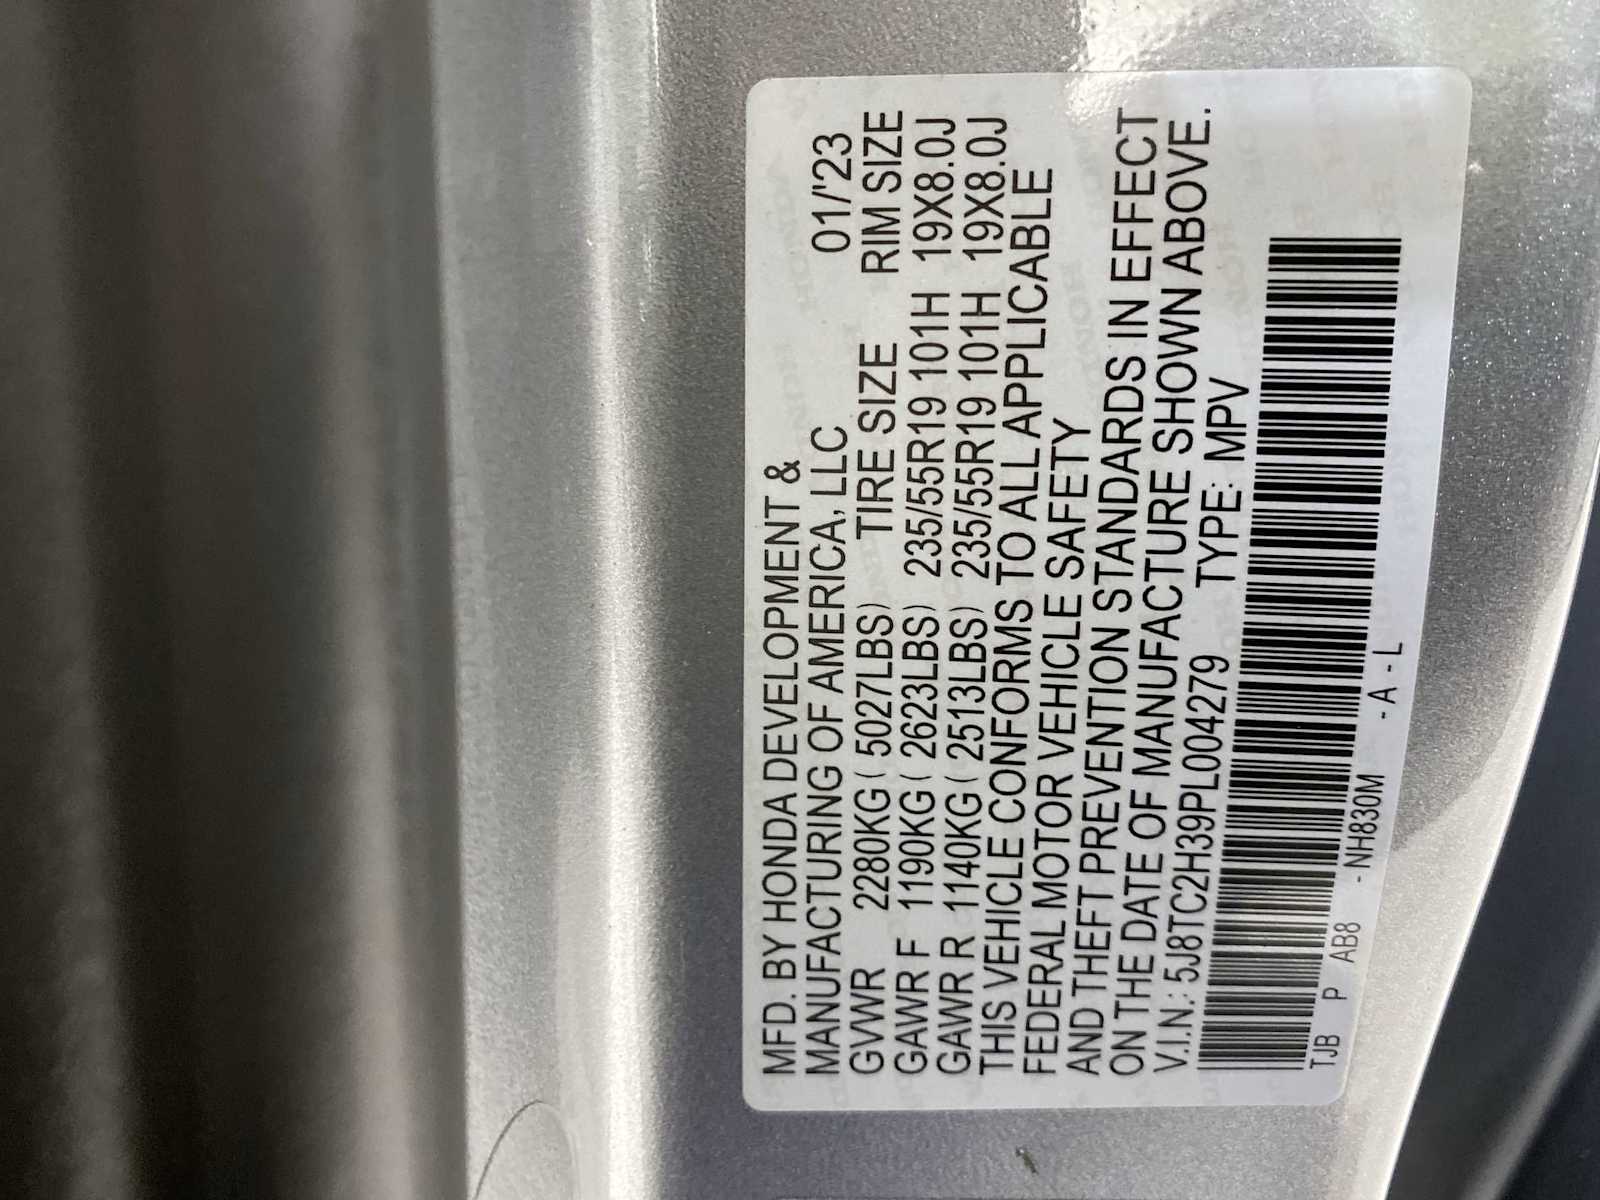 MFD. BY HONDA DEVELOPMENT &
MANUFACTURING OF AMERICA, LLC 01/'23
GVWR 2280KG ( 5027LBS) TIRE SIZE RIM SIZE
GAWR F 1190KG ( 2623LBS) 235/55R19 101H 19X8.0J
GAWR R 1140KG ( 2513LBS) 235/55R19 101H 19X8.0J
THIS VEHICLE CONFORMS TO ALL APPLICABLE
FEDERAL MOTOR VEHICLE SAFETY
AND THEFT PREVENTION STANDARDS IN EFFECT
ON THE DATE OF MANUFACTURE SHOWN ABOVE.
V.I.N.: 5J8TC2H39PL004279 TYPE: MPV
TJB P AB8 - NH830M - A - L